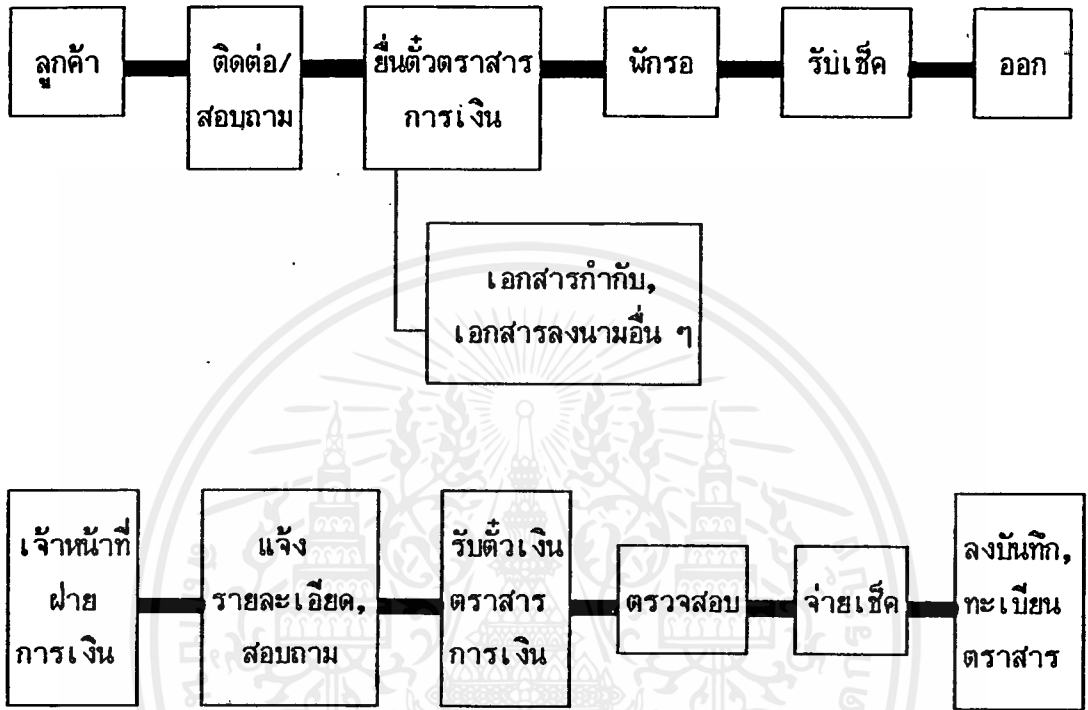 ลูกค้า
ติดต่อ/
สอบถาม
ยื่นตั๋วตราสาร
การเงิน
พักรอ
รับเช็ค
ออก
เอกสารกำกับ,
เอกสารลงนามอื่น ๆ
เจ้าหน้าที่
ฝ่าย
การเงิน
แจ้ง
รายละเอียด,
สอบถาม
รับตั๋วเงิน
ตราสาร
การเงิน
ตรวจสอบ
จ่ายเช็ค
ลงบันทึก,
ทะเบียน
ตราสาร